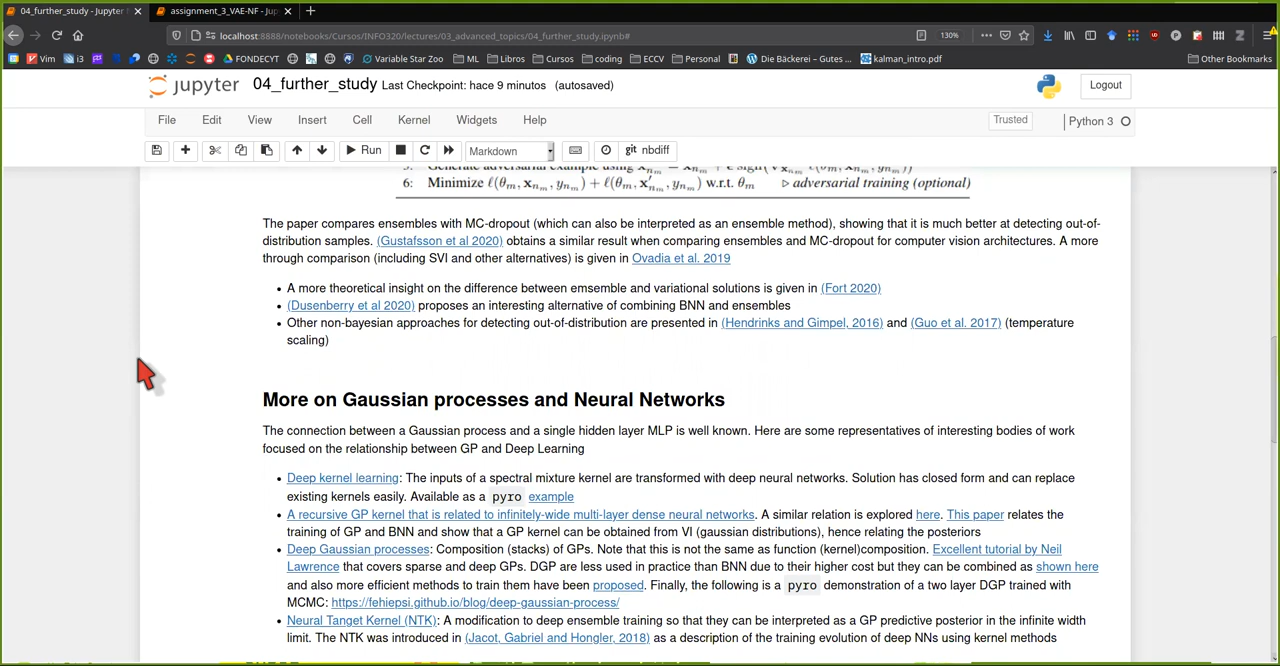 04_further_study - Jupyter N
assignment_3_VAE-NF - Jup
localhost:8888/notebooks/Cursos/INFO320/lectures/03_advanced_topics/04_further_study.ipynb#
130%
Vim
i3
FONDECYT
Variable Star Zoo
ML
Libros
Cursos
coding
ECCV
Personal
Die Bäckerei – Gutes ...
kalman_intro.pdf
Other Bookmarks
jupyter 04_further_study Last Checkpoint: hace 9 minutos (autosaved)
Logout
File Edit View Insert Cell Kernel Widgets Help
Trusted
Python 3
Run
Markdown
git nbdiff
6: Minimize ℓ(θm, xnm, ynm) + ℓ(θm, x′nm, ynm) w.r.t. θm ▷ adversarial training (optional)
The paper compares ensembles with MC-dropout (which can also be interpreted as an ensemble method), showing that it is much better at detecting out-of-
distribution samples. (Gustafsson et al 2020) obtains a similar result when comparing ensembles and MC-dropout for computer vision architectures. A more
through comparison (including SVI and other alternatives) is given in Ovadia et al. 2019
• A more theoretical insight on the difference between emsemble and variational solutions is given in (Fort 2020)
• (Dusenberry et al 2020) proposes an interesting alternative of combining BNN and ensembles
• Other non-bayesian approaches for detecting out-of-distribution are presented in (Hendrinks and Gimpel, 2016) and (Guo et al. 2017) (temperature
scaling)
More on Gaussian processes and Neural Networks
The connection between a Gaussian process and a single hidden layer MLP is well known. Here are some representatives of interesting bodies of work
focused on the relationship between GP and Deep Learning
• Deep kernel learning: The inputs of a spectral mixture kernel are transformed with deep neural networks. Solution has closed form and can replace
existing kernels easily. Available as a pyro example
• A recursive GP kernel that is related to infinitely-wide multi-layer dense neural networks. A similar relation is explored here. This paper relates the
training of GP and BNN and show that a GP kernel can be obtained from VI (gaussian distributions), hence relating the posteriors
• Deep Gaussian processes: Composition (stacks) of GPs. Note that this is not the same as function (kernel)composition. Excellent tutorial by Neil
Lawrence that covers sparse and deep GPs. DGP are less used in practice than BNN due to their higher cost but they can be combined as shown here
and also more efficient methods to train them have been proposed. Finally, the following is a pyro demonstration of a two layer DGP trained with
MCMC: https://fehiepsi.github.io/blog/deep-gaussian-process/
• Neural Tanget Kernel (NTK): A modification to deep ensemble training so that they can be interpreted as a GP predictive posterior in the infinite width
limit. The NTK was introduced in (Jacot, Gabriel and Hongler, 2018) as a description of the training evolution of deep NNs using kernel methods